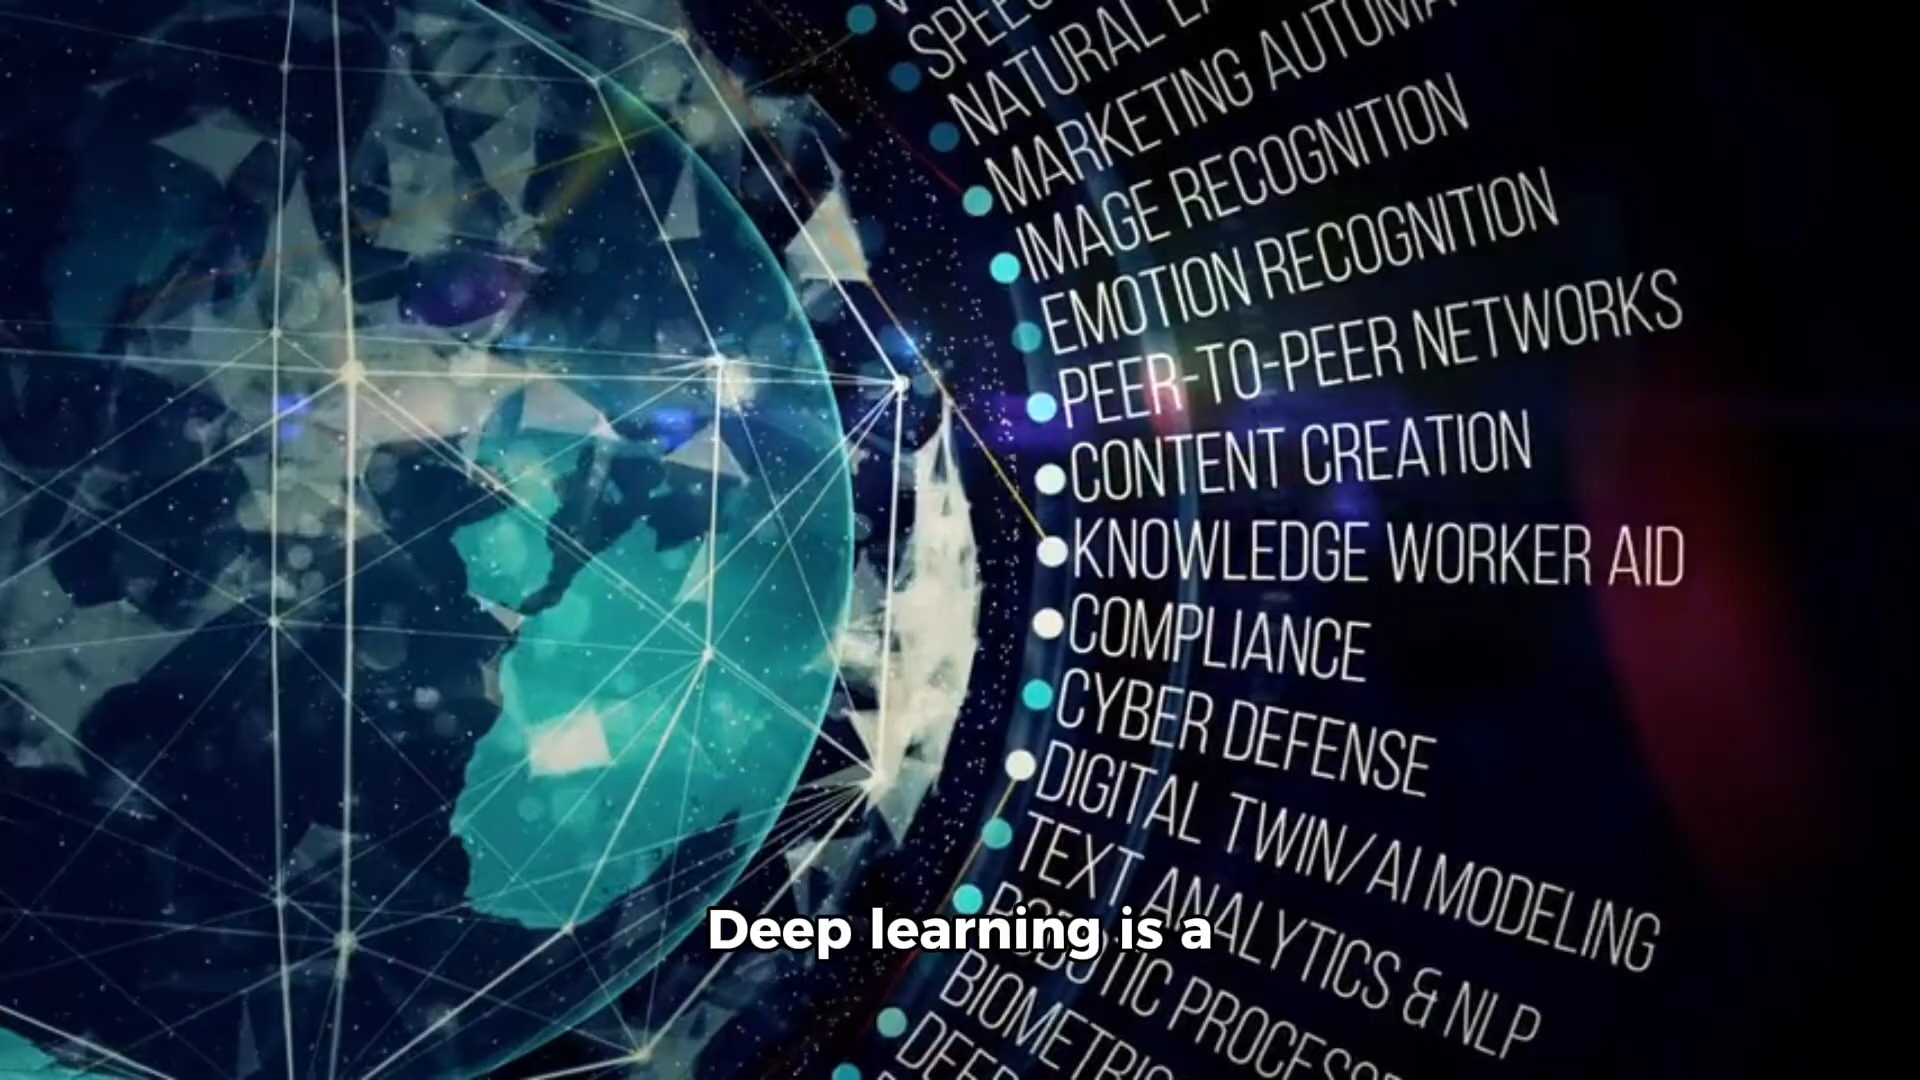 NATURAL
MARKETING
IMAGE RECOGNITION
EMOTION RECOGNITION
PEER-TO-PEER NETWORKS
CONTENT CREATION
KNOWLEDGE WORKER AID
COMPLIANCE
CYBER DEFENSE
DIGITAL TWIN/AI MODELING
TEXT ANALYTICS & NLP
ROBOTIC
Deep learning is a